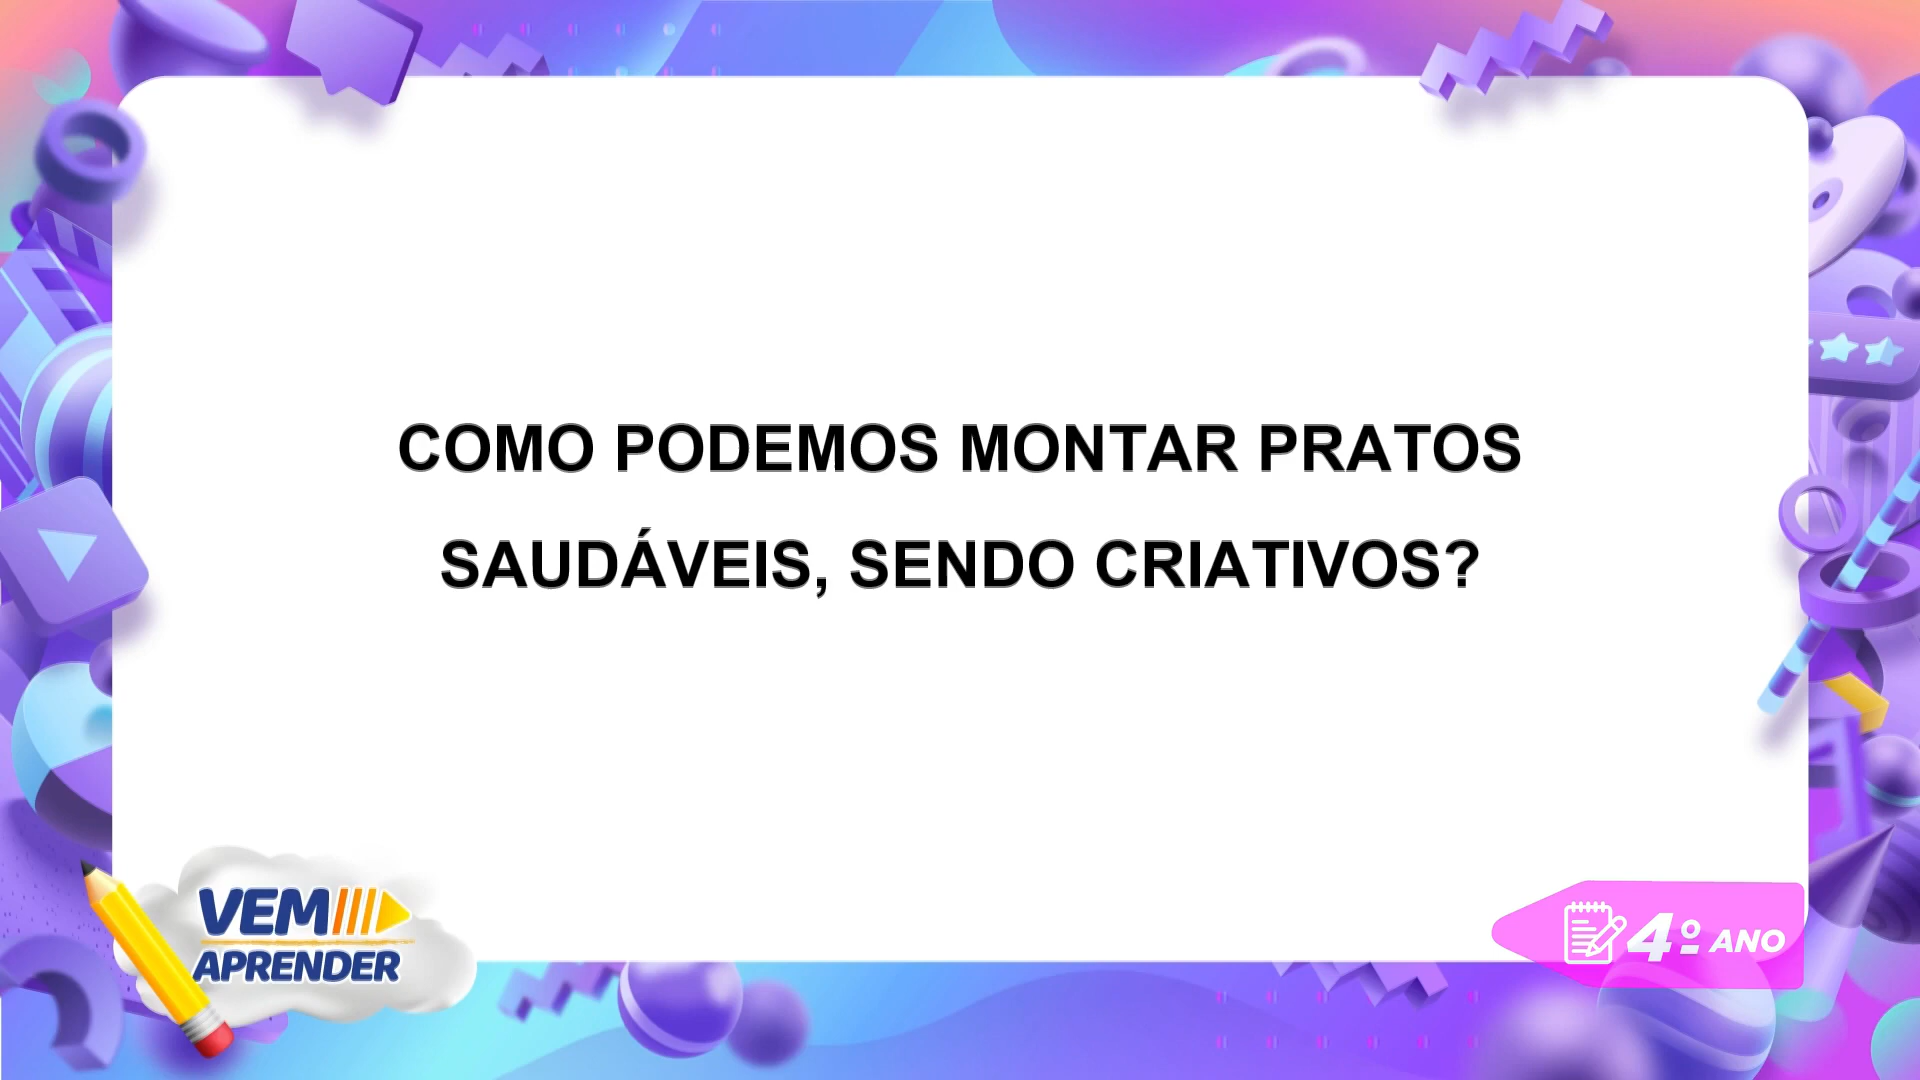 COMO PODEMOS MONTAR PRATOS
SAUDÁVEIS, SENDO CRIATIVOS?
VEM
APRENDER
4º ANO